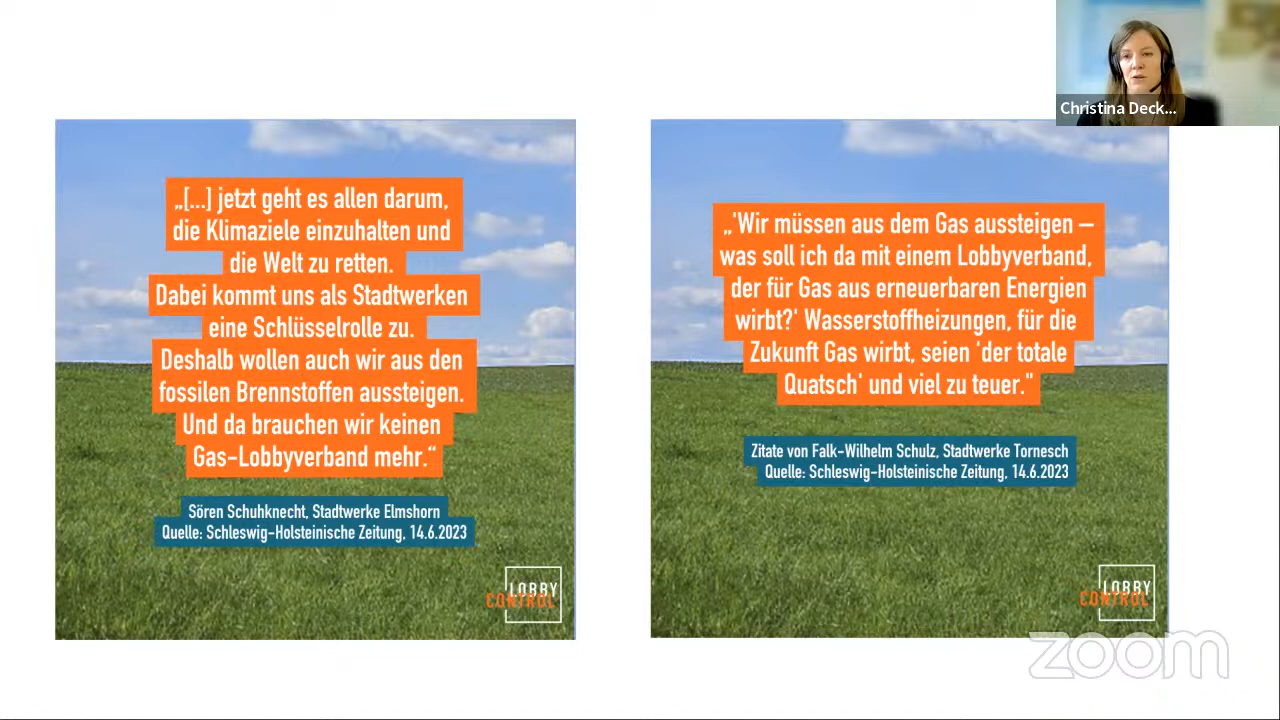 Christina Deck...
„[...] jetzt geht es allen darum,
die Klimaziele einzuhalten und
die Welt zu retten.
Dabei kommt uns als Stadtwerken
eine Schlüsselrolle zu.
Deshalb wollen auch wir aus den
fossilen Brennstoffen aussteigen.
Und da brauchen wir keinen
Gas-Lobbyverband mehr.“
Sören Schuhknecht, Stadtwerke Elmshorn
Quelle: Schleswig-Holsteinische Zeitung, 14.6.2023
LOBBY
CONTROL
„'Wir müssen aus dem Gas aussteigen –
was soll ich da mit einem Lobbyverband,
der für Gas aus erneuerbaren Energien
wirbt?' Wasserstoffheizungen, für die
Zukunft Gas wirbt, seien 'der totale
Quatsch' und viel zu teuer."
Zitate von Falk-Wilhelm Schulz, Stadtwerke Tornesch
Quelle: Schleswig-Holsteinische Zeitung, 14.6.2023
LOBBY
CONTROL
zoom